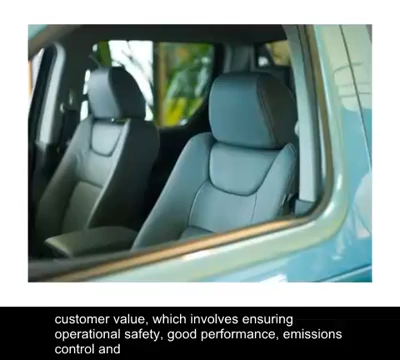 customer value, which involves ensuring
operational safety, good performance, emissions
control and